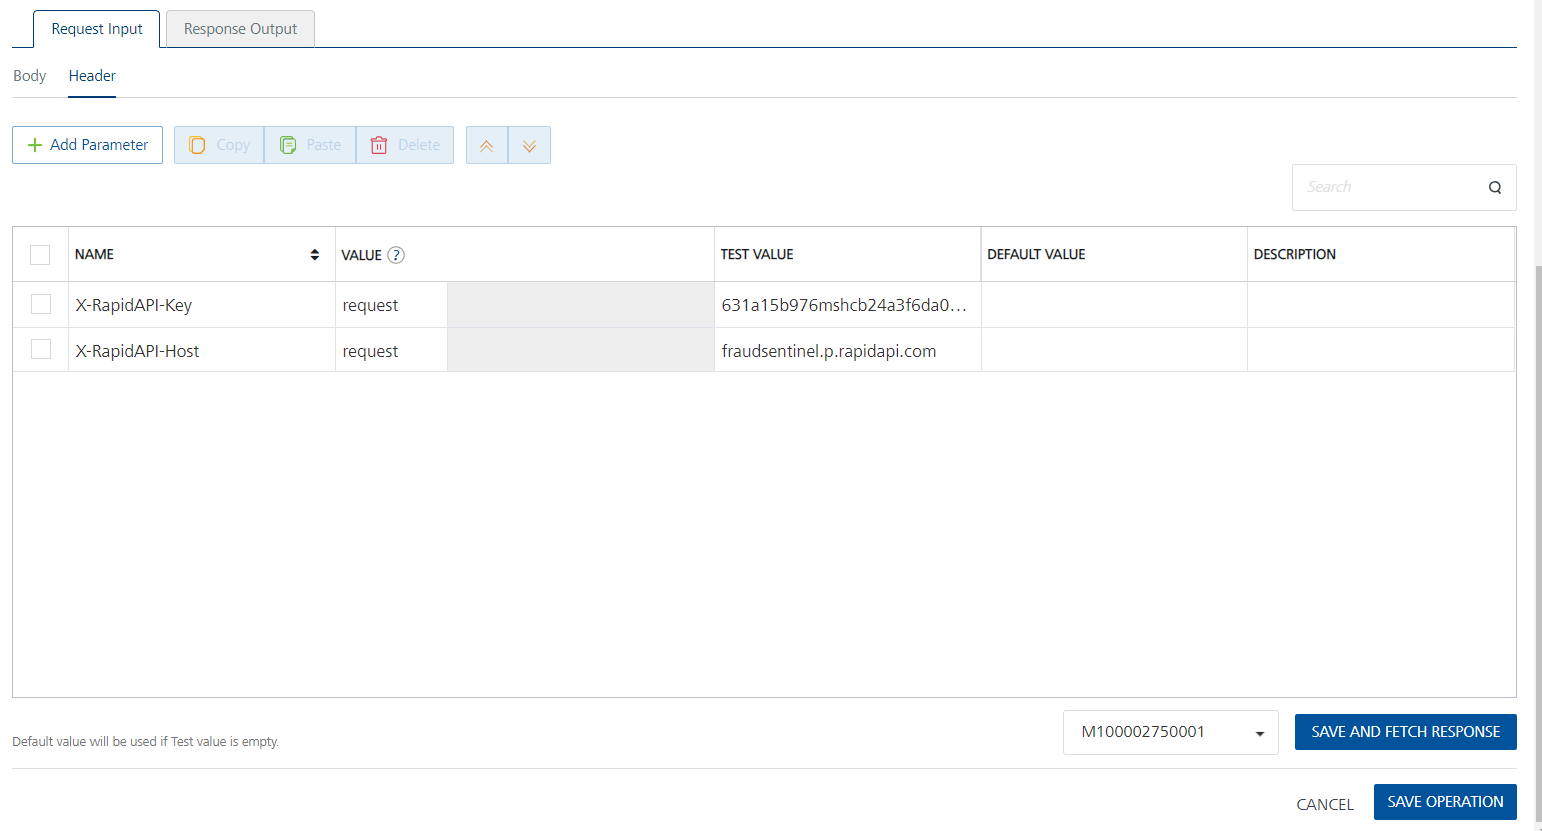 Request Input Response Output
Body Header
Add Parameter Copy Paste Delete
Search
NAME VALUE ? TEST VALUE DEFAULT VALUE DESCRIPTION
X-RapidAPI-Key request 631a15b976mshcb24a3f6da0...
X-RapidAPI-Host request fraudsentinel.p.rapidapi.com
M100002750001 SAVE AND FETCH RESPONSE
Default value will be used if Test value is empty.
CANCEL SAVE OPERATION